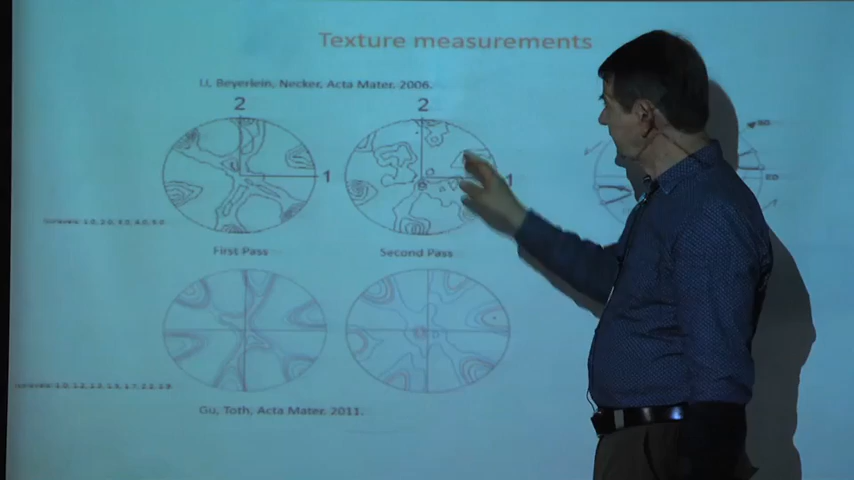 Texture measurements
Li, Beyerlein, Necker, Acta Mater. 2006.
2
2
1
1
First Pass
Second Pass
Gu, Toth, Acta Mater. 2011.